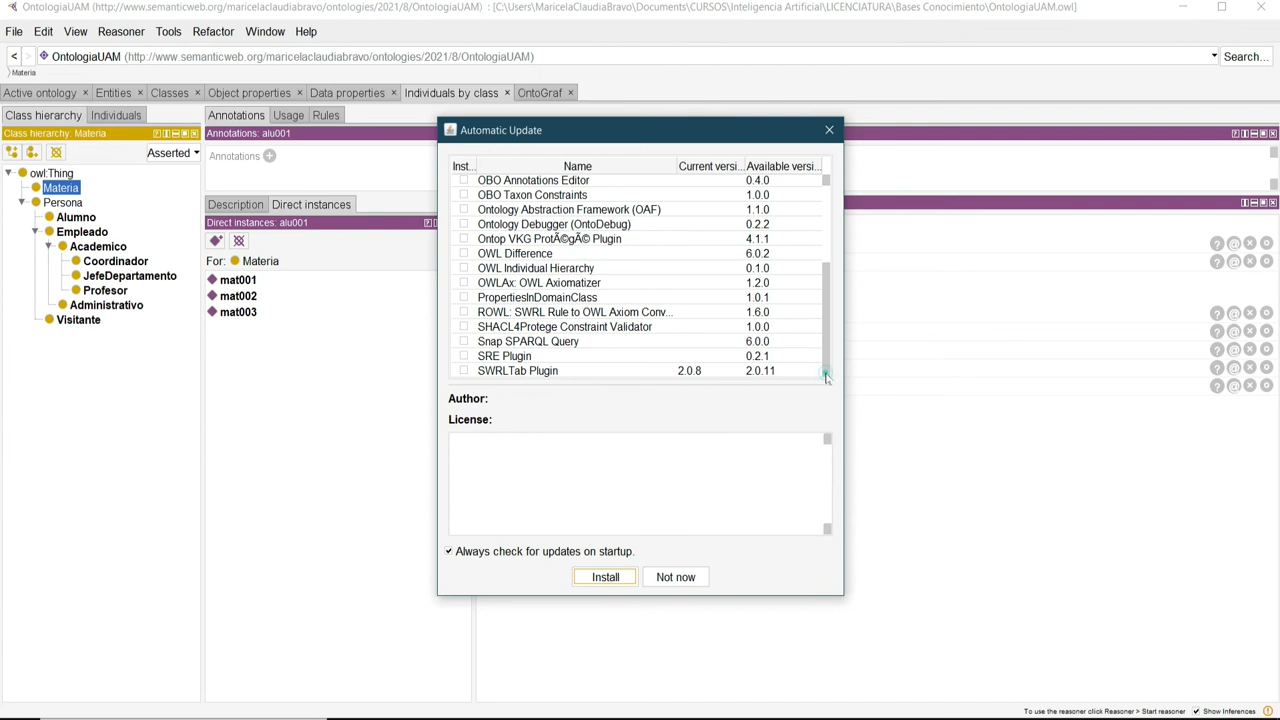 OntologiaUAM (http://www.semanticweb.org/maricelaclaudiabravo/ontologies/2021/8/OntologiaUAM) : [C:\Users\MaricelaClaudiaBravo\Documents\CURSOS\Inteligencia Artificial\LICENCIATURA\Bases Conocimiento\OntologiaUAM.owl]
File Edit View Reasoner Tools Refactor Window Help
< > OntologiaUAM (http://www.semanticweb.org/maricelaclaudiabravo/ontologies/2021/8/OntologiaUAM) Search...
Materia
Active ontology × Entities × Classes × Object properties × Data properties × Individuals by class × OntoGraf ×
Class hierarchy Individuals
Class hierarchy: Materia
Asserted
owl:Thing
Materia
Persona
Alumno
Empleado
Academico
Coordinador
JefeDepartamento
Profesor
Administrativo
Visitante
Annotations Usage Rules
Annotations: alu001
Annotations
Description Direct instances
Direct instances: alu001
For: Materia
mat001
mat002
mat003
Automatic Update
Inst... Name Current versi... Available versi...
OBO Annotations Editor 0.4.0
OBO Taxon Constraints 1.0.0
Ontology Abstraction Framework (OAF) 1.1.0
Ontology Debugger (OntoDebug) 0.2.2
Ontop VKG ProtÃ©gÃ© Plugin 4.1.1
OWL Difference 6.0.2
OWL Individual Hierarchy 0.1.0
OWLAx: OWL Axiomatizer 1.2.0
PropertiesInDomainClass 1.0.1
ROWL: SWRL Rule to OWL Axiom Conv... 1.6.0
SHACL4Protege Constraint Validator 1.0.0
Snap SPARQL Query 6.0.0
SRE Plugin 0.2.1
SWRLTab Plugin 2.0.8 2.0.11
Author:
License:
Always check for updates on startup.
Install Not now
To use the reasoner click Reasoner > Start reasoner Show Inferences